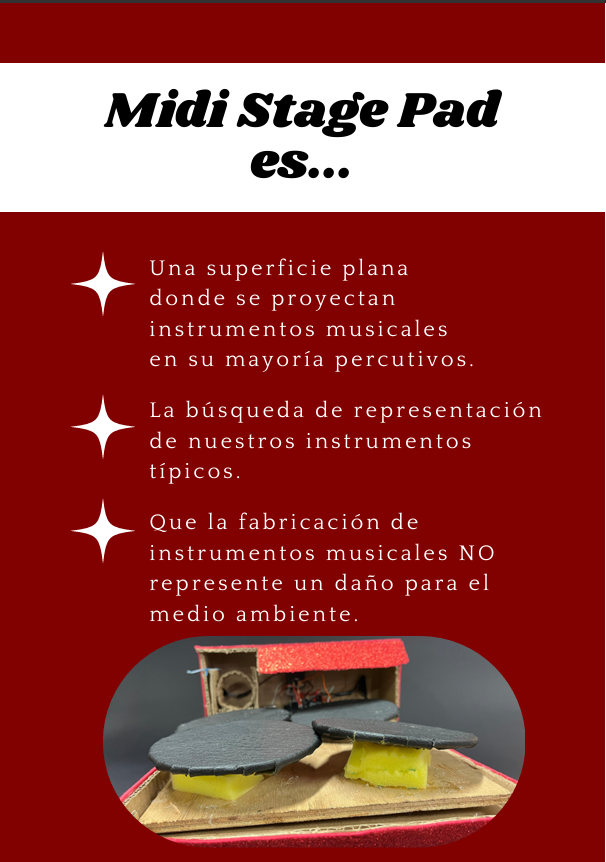 Midi Stage Pad
es...
Una superficie plana
donde se proyectan
instrumentos musicales
en su mayoría percutivos.
La búsqueda de representación
de nuestros instrumentos
típicos.
Que la fabricación de
instrumentos musicales NO
represente un daño para el
medio ambiente.